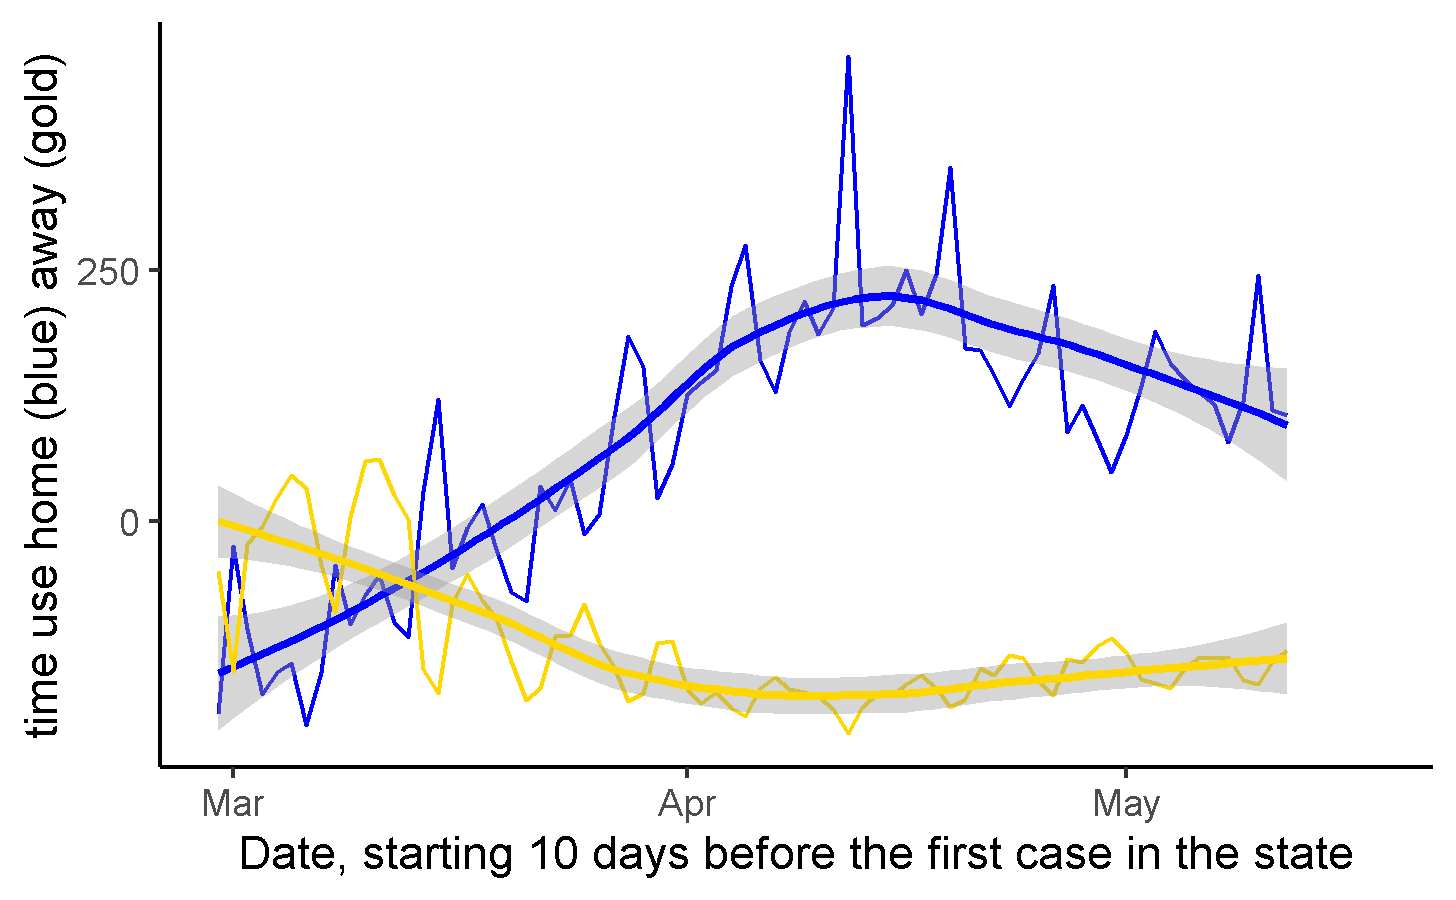 time use home (blue) away (gold)
250
0
Mar Apr May
Date, starting 10 days before the first case in the state